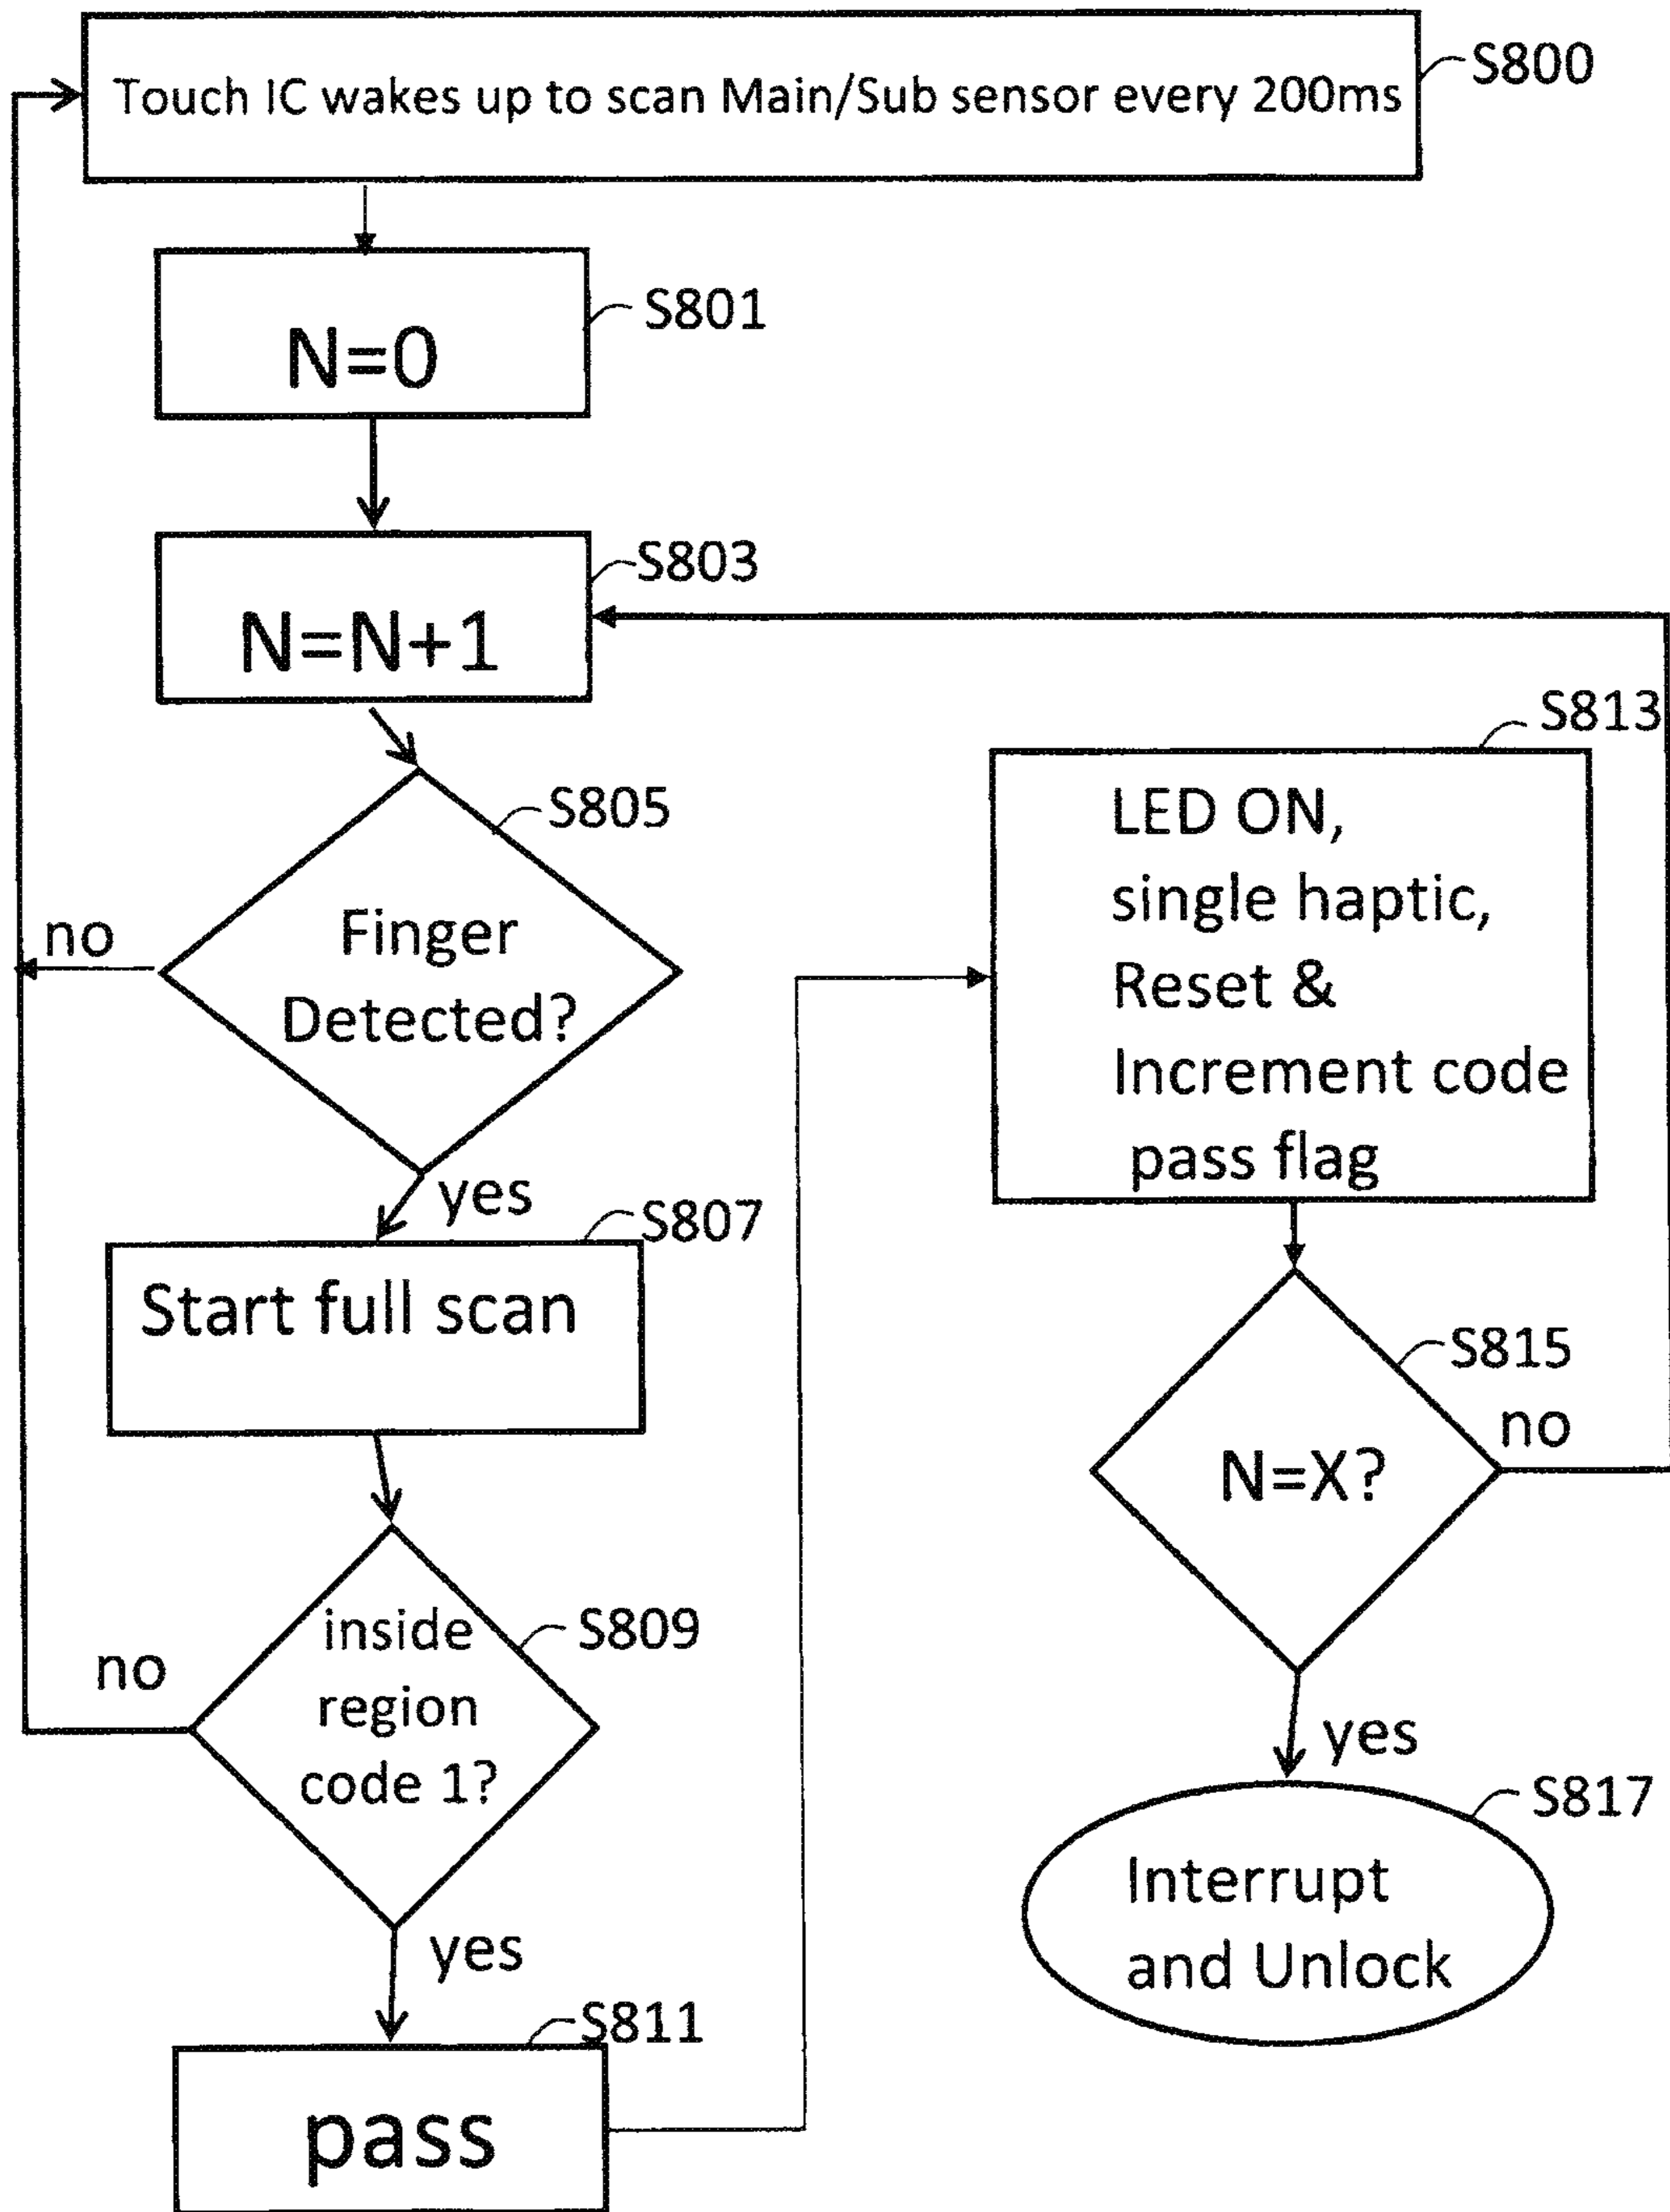 Touch IC wakes up to scan Main/Sub sensor every 200ms
S800
N=0
S801
N=N+1
S803
Finger
Detected?
S805
no
yes
Start full scan
S807
inside
region
code 1?
S809
no
yes
pass
S811
LED ON,
single haptic,
Reset &
Increment code
pass flag
S813
N=X?
S815
no
yes
Interrupt
and Unlock
S817